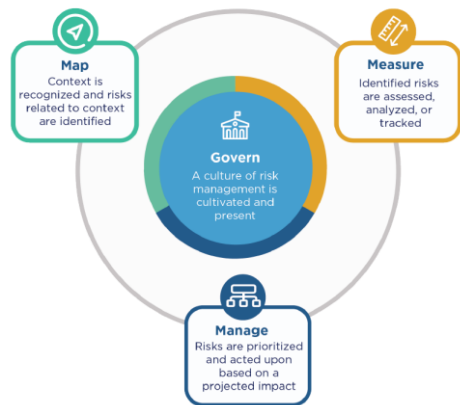 Map
Context is
recognized and risks
related to context
are identified
Measure
Identified risks
are assessed,
analyzed, or
tracked
Govern
A culture of risk
management is
cultivated and
present
Manage
Risks are prioritized
and acted upon
based on a
projected impact